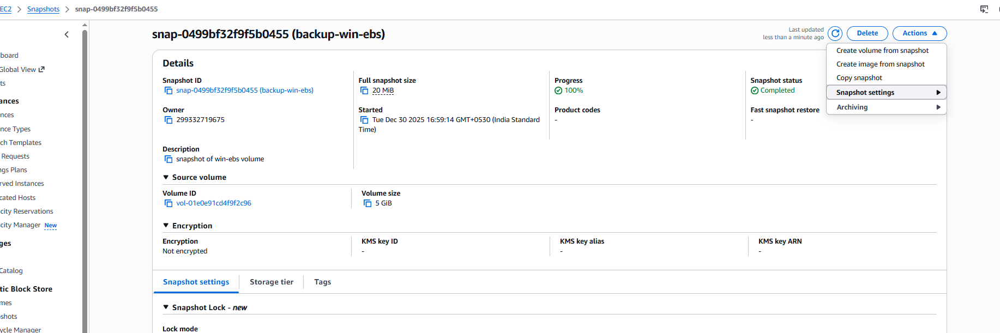 EC2 > Snapshots > snap-0499bf32f9f5b0455
snap-0499bf32f9f5b0455 (backup-win-ebs)
Last updated
less than a minute ago
Delete
Actions
Create volume from snapshot
Create image from snapshot
Copy snapshot
Snapshot settings
Archiving
board
Global View
ts
ances
nces
nce Types
ch Templates
Requests
ngs Plans
rved Instances
cated Hosts
city Reservations
city Manager New
ges
Catalog
tic Block Store
mes
shots
ycle Manager
Details
Snapshot ID
snap-0499bf32f9f5b0455 (backup-win-ebs)
Full snapshot size
20 MiB
Progress
100%
Snapshot status
Completed
Owner
299332719675
Started
Tue Dec 30 2025 16:59:14 GMT+0530 (India Standard
Time)
Product codes
-
Fast snapshot restore
-
Description
snapshot of win-ebs volume
Source volume
Volume ID
vol-01e0e91cd4f9f2c96
Volume size
5 GiB
Encryption
Encryption
Not encrypted
KMS key ID
-
KMS key alias
-
KMS key ARN
-
Snapshot settings
Storage tier
Tags
Snapshot Lock - new
Lock mode